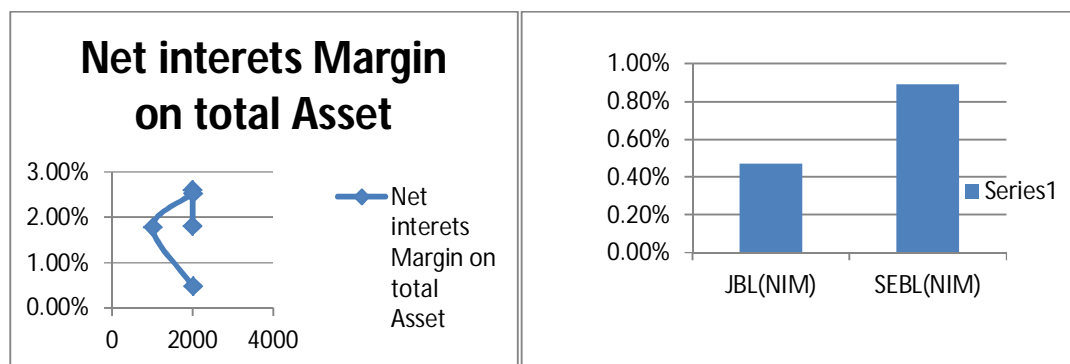 Net interets Margin
on total Asset
3.00%
2.00%
1.00%
0.00%
0 2000 4000
Net
interets
Margin on
total
Asset
1.00%
0.80%
0.60%
0.40%
0.20%
0.00%
JBL(NIM) SEBL(NIM)
Series1